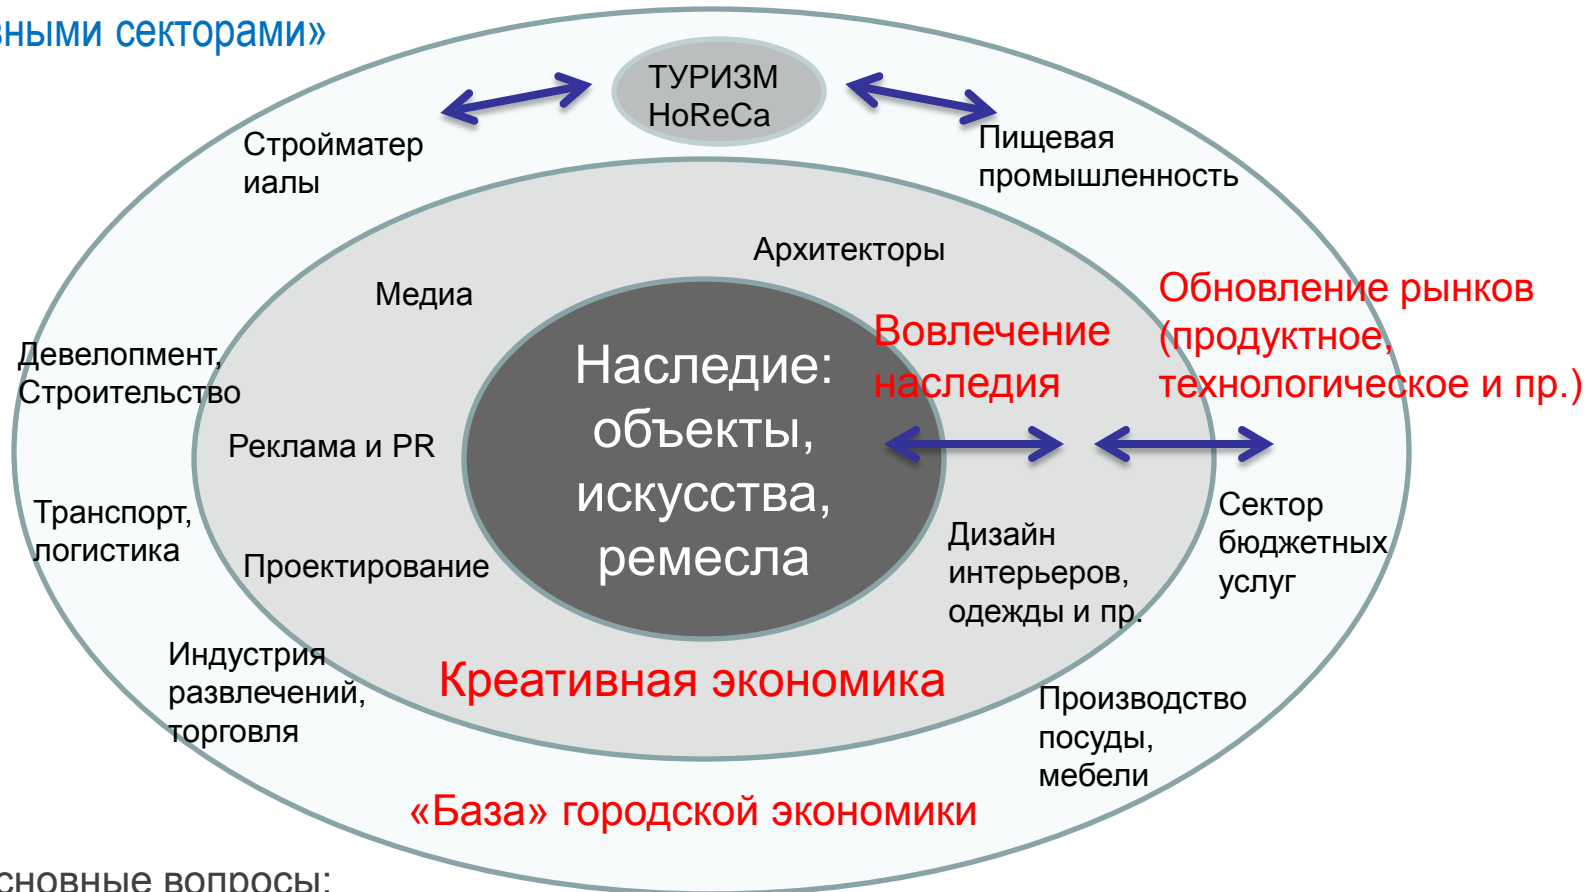 вными секторами»
ТУРИЗМ
HoReCa
Стройматер
иалы
Пищевая
промышленность
Архитекторы
Медиа
Обновление рынков
(продуктное,
технологическое и пр.)
Вовлечение
наследия
Девелопмент,
Строительство
Наследие:
объекты,
искусства,
ремесла
Реклама и PR
Транспорт,
логистика
Сектор
бюджетных
услуг
Проектирование
Дизайн
интерьеров,
одежды и пр.
Индустрия
развлечений,
торговля
Креативная экономика
Производство
посуды,
мебели
«База» городской экономики
сновные вопросы: